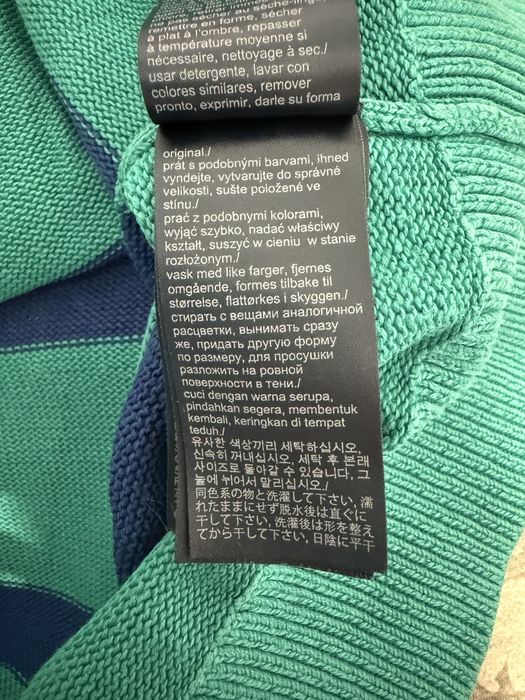 ne pas sécher au sèche-linge,
remettre en forme, sécher
à plat à l'ombre, repasser
à température moyenne si
nécessaire, nettoyage à sec./
usar detergente, lavar con
colores similares, remover
pronto, exprimir, darle su forma
original./
prát s podobnými barvami, ihned
vyndejte, vytvarujte do správné
velikosti, sušte položené ve
stínu./
prać z podobnymi kolorami,
wyjąć szybko, nadać właściwy
kształt, suszyć w cieniu w stanie
rozłożonym./
vask med like farger, fjernes
omgående, formes tilbake til
størrelse, flattørkes i skyggen./
стирать с вещами аналогичной
расцветки, вынимать сразу
же, придать другую форму
по размеру, для просушки
разложить на ровной
поверхности в тени./
cuci dengan warna serupa,
pindahkan segera, membentuk
kembali, keringkan di tempat
teduh./
유사한 색상끼리 세탁하십시오,
신속히 꺼내십시오, 세탁 후 본래
사이즈로 돌아갈 수 있습니다, 그
늘에 뉘어서 말리십시오./
同色系の物と洗濯して下さい, 濡
れたままにせず脱水後は直ぐに
干して下さい, 洗濯後は形を整え
てから干して下さい, 日陰に平干